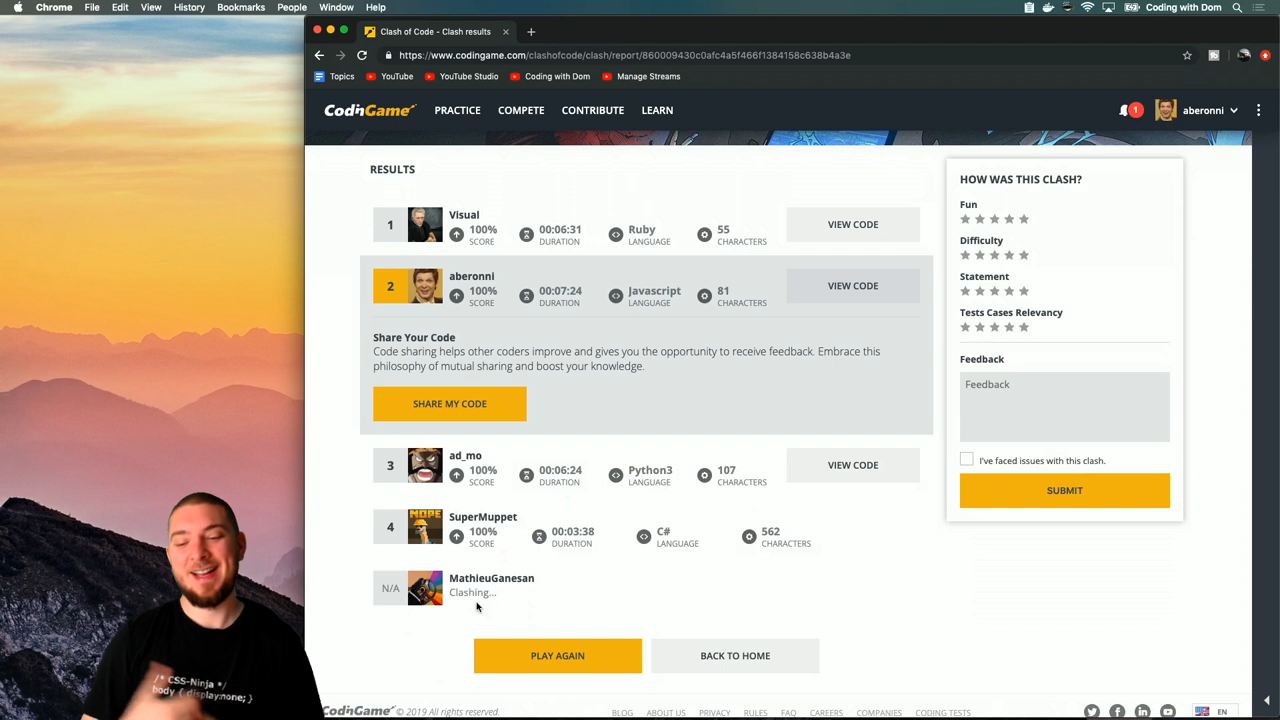 Chrome File Edit View History Bookmarks People Window Help Coding with Dom
Clash of Code - Clash results
https://www.codingame.com/clashofcode/clash/report/860009430c0afc4a5f466f1384158c638b4a3e
Topics YouTube YouTube Studio Coding with Dom Manage Streams
CodinGame PRACTICE COMPETE CONTRIBUTE LEARN 1 aberonni
RESULTS
1 Visual
100% 00:06:31 Ruby 55 VIEW CODE
SCORE DURATION LANGUAGE CHARACTERS
2 aberonni
100% 00:07:24 Javascript 81 VIEW CODE
SCORE DURATION LANGUAGE CHARACTERS
Share Your Code
Code sharing helps other coders improve and gives you the opportunity to receive feedback. Embrace this
philosophy of mutual sharing and boost your knowledge.
SHARE MY CODE
3 ad_mo
100% 00:06:24 Python3 107 VIEW CODE
SCORE DURATION LANGUAGE CHARACTERS
4 NOPE SuperMuppet
100% 00:03:38 C# 562
SCORE DURATION LANGUAGE CHARACTERS
N/A MathieuGanesan
Clashing...
PLAY AGAIN BACK TO HOME
HOW WAS THIS CLASH?
Fun
Difficulty
Statement
Tests Cases Relevancy
Feedback
Feedback
I've faced issues with this clash.
SUBMIT
/* CSS-Ninja */
body { display:none; }
CodinGame © 2019 All rights reserved. BLOG ABOUT US PRIVACY RULES FAQ CAREERS COMPANIES CODING TESTS EN